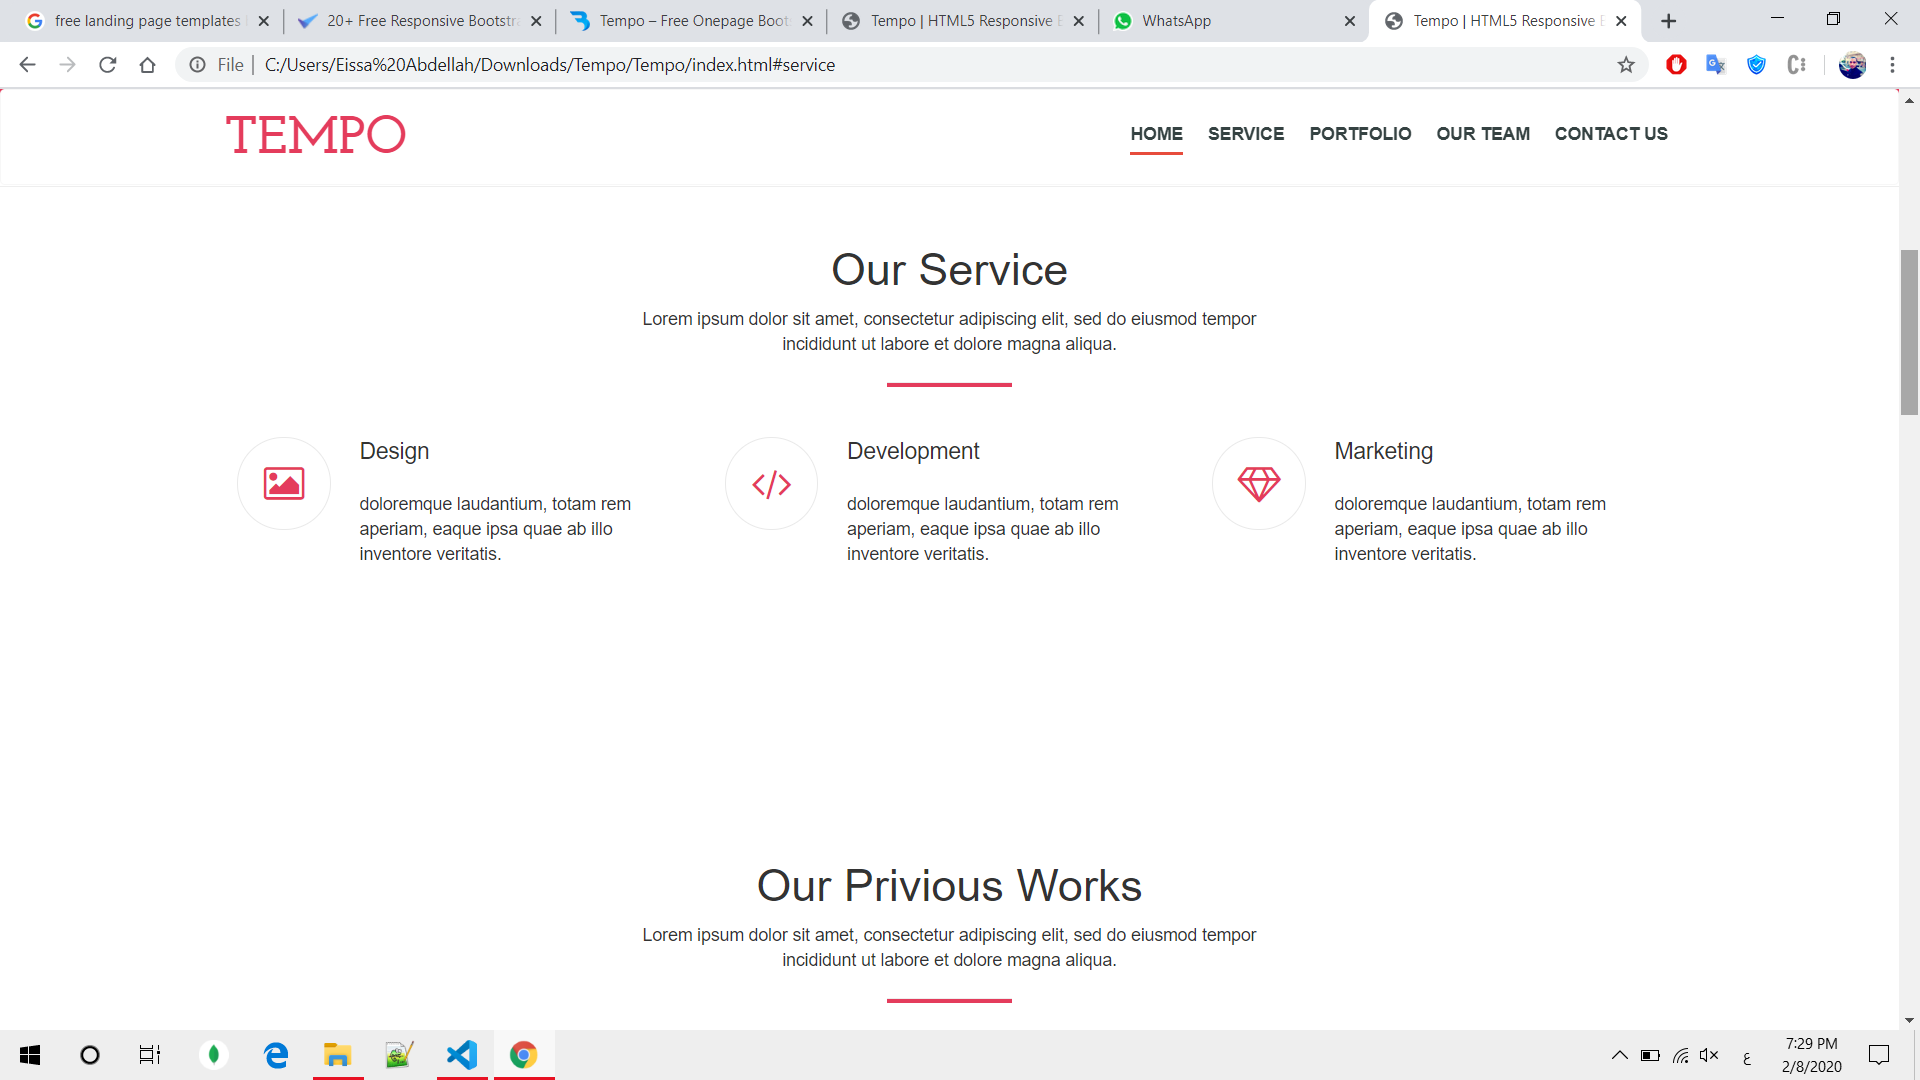 free landing page templates
20+ Free Responsive Bootstra
Tempo – Free Onepage Boot
Tempo | HTML5 Responsive
WhatsApp
Tempo | HTML5 Responsive
File
C:/Users/Eissa%20Abdellah/Downloads/Tempo/Tempo/index.html#service
TEMPO
HOME
SERVICE
PORTFOLIO
OUR TEAM
CONTACT US
Our Service
Lorem ipsum dolor sit amet, consectetur adipiscing elit, sed do eiusmod tempor
incididunt ut labore et dolore magna aliqua.
Design
doloremque laudantium, totam rem
aperiam, eaque ipsa quae ab illo
inventore veritatis.
Development
doloremque laudantium, totam rem
aperiam, eaque ipsa quae ab illo
inventore veritatis.
Marketing
doloremque laudantium, totam rem
aperiam, eaque ipsa quae ab illo
inventore veritatis.
Our Privious Works
Lorem ipsum dolor sit amet, consectetur adipiscing elit, sed do eiusmod tempor
incididunt ut labore et dolore magna aliqua.
ع
7:29 PM
2/8/2020